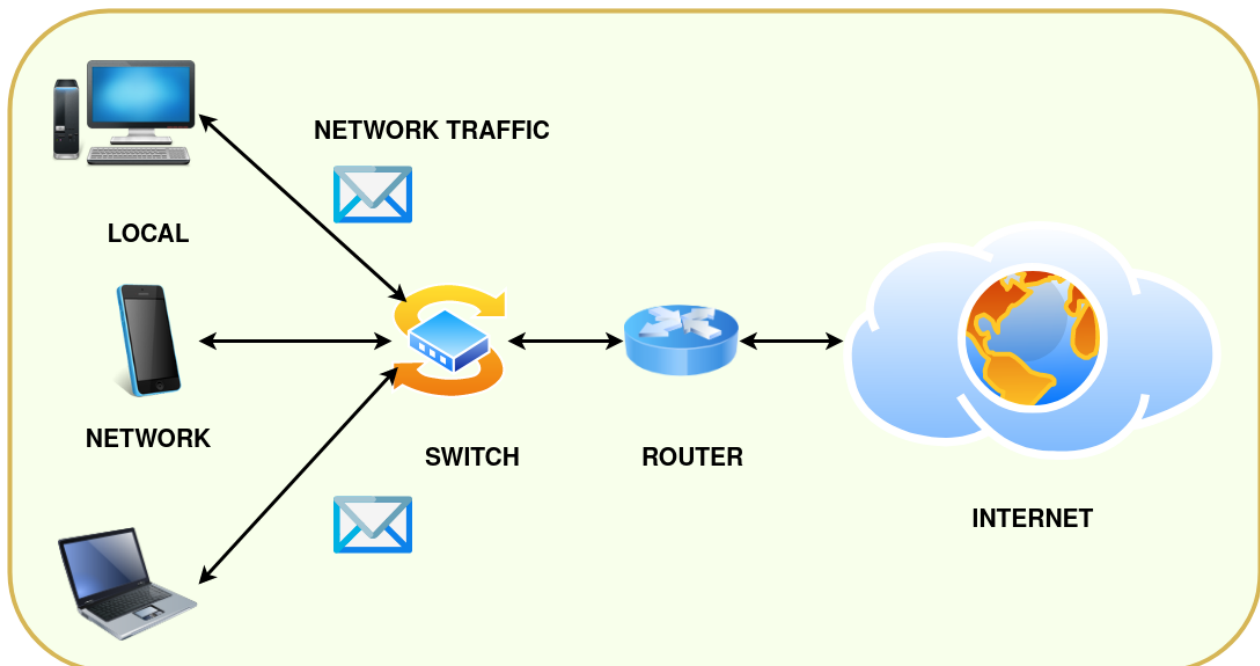 NETWORK TRAFFIC
LOCAL
NETWORK
SWITCH
ROUTER
INTERNET